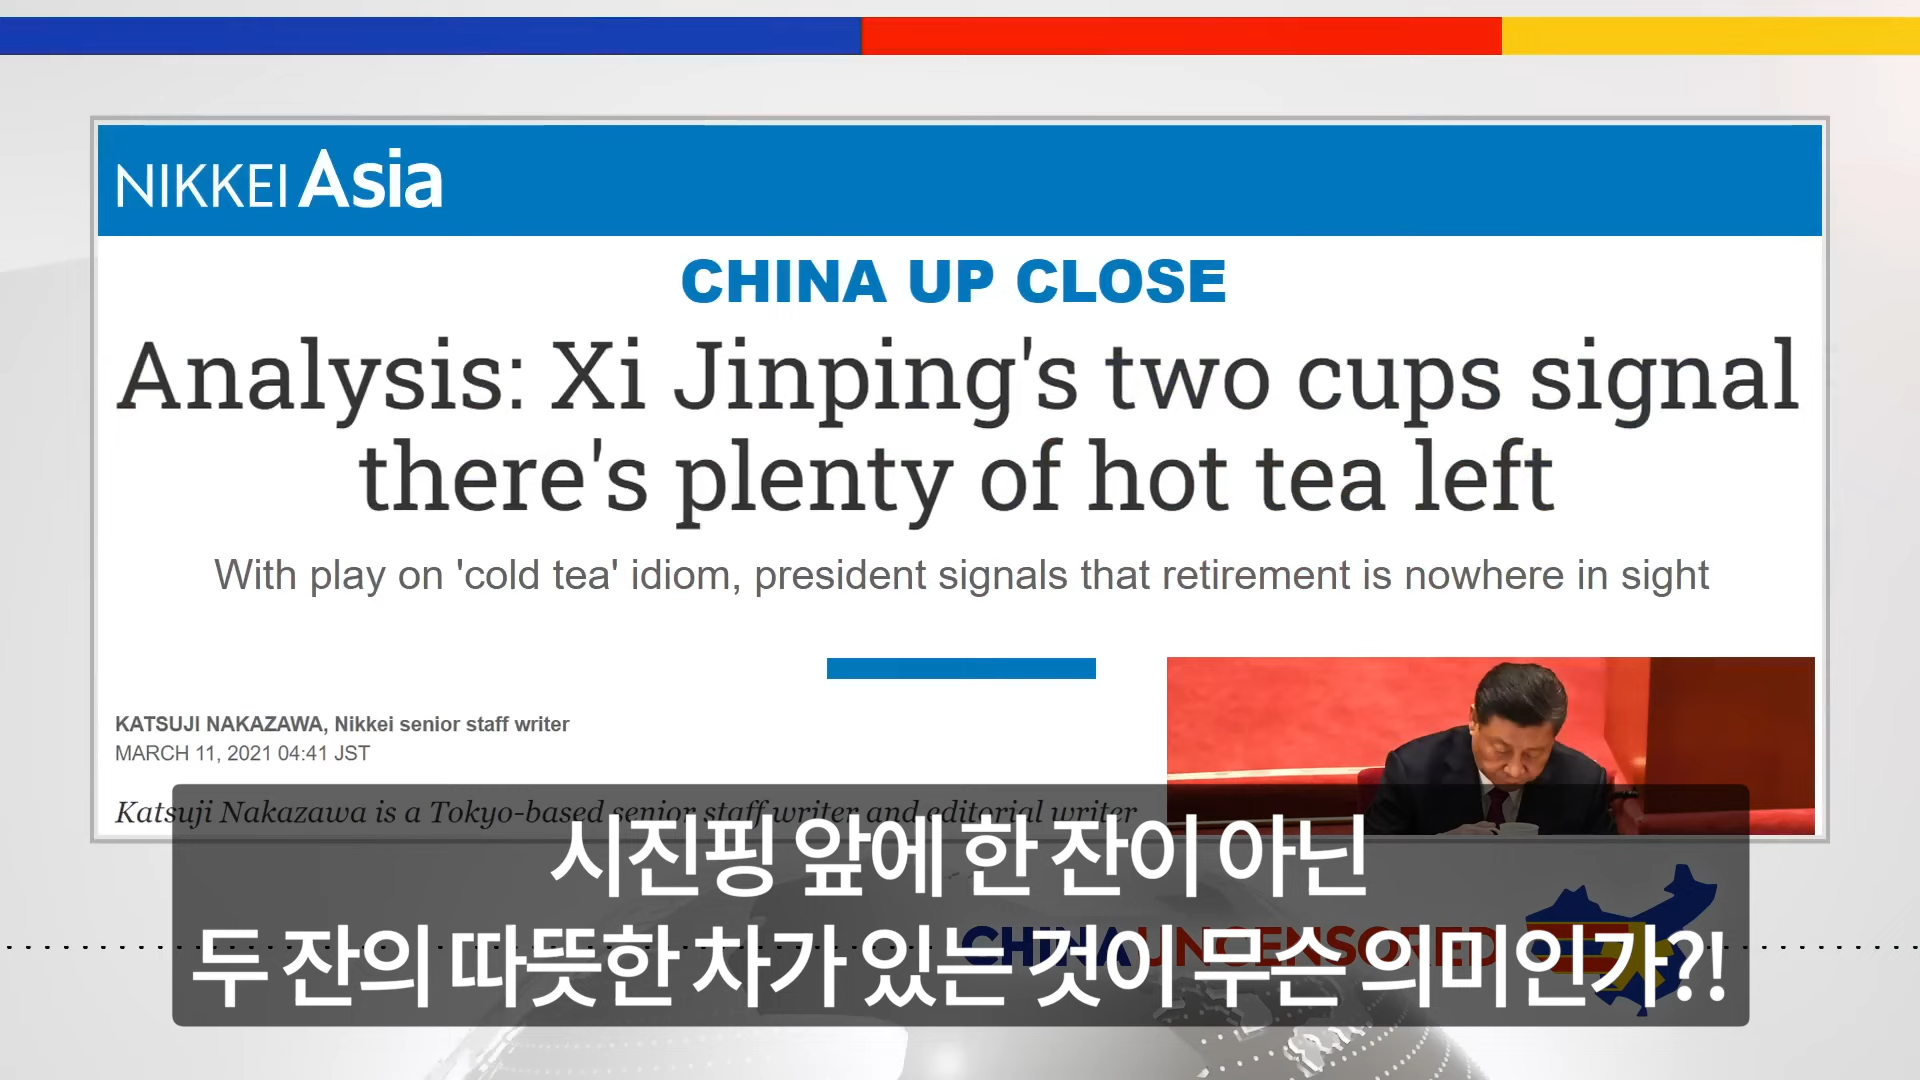 NIKKEI Asia
CHINA UP CLOSE
Analysis: Xi Jinping's two cups signal
there's plenty of hot tea left
With play on 'cold tea' idiom, president signals that retirement is nowhere in sight
KATSUJI NAKAZAWA, Nikkei senior staff writer
MARCH 11, 2021 04:41 JST
Katsuji Nakazawa is a Tokyo-based senior staff writer and editorial writer
시진핑 앞에 한 잔이 아닌
두 잔의 따뜻한 차가 있는 것이 무슨 의미인가?!
CHINA UNCENSORED